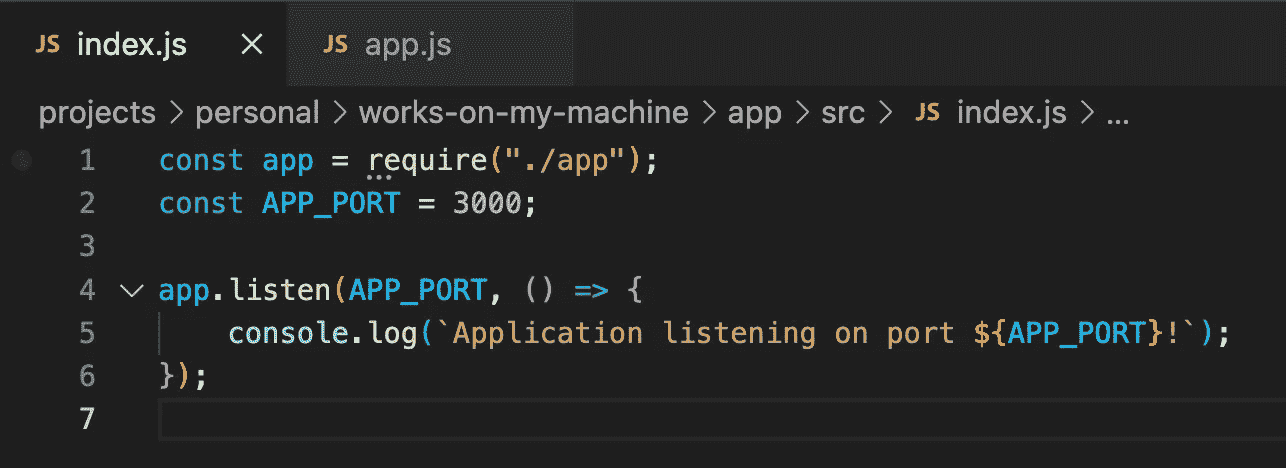 JS index.js × JS app.js
projects > personal > works-on-my-machine > app > src > JS index.js > ...
1 const app = require("./app");
2 const APP_PORT = 3000;
3
4 app.listen(APP_PORT, () => {
5 console.log(`Application listening on port ${APP_PORT}!`);
6 });
7